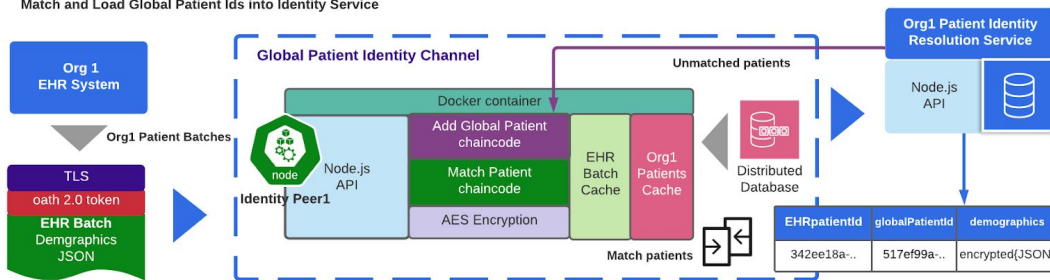 Match and Load Global Patient Ids into Identity Service
Org 1
EHR System
Org1 Patient Batches
TLS
oath 2.0 token
EHR Batch
Demgraphics
JSON
Global Patient Identity Channel
Docker container
node
Identity Peer1
Node.js
API
Add Global Patient
chaincode
Match Patient
chaincode
AES Encryption
EHR
Batch
Cache
Org1
Patients
Cache
Unmatched patients
Distributed
Database
Match patients
Org1 Patient Identity
Resolution Service
Node.js
API
EHRpatientId globalPatientId demographics
342ee18a-.. 517ef99a-.. encrypted{JSON